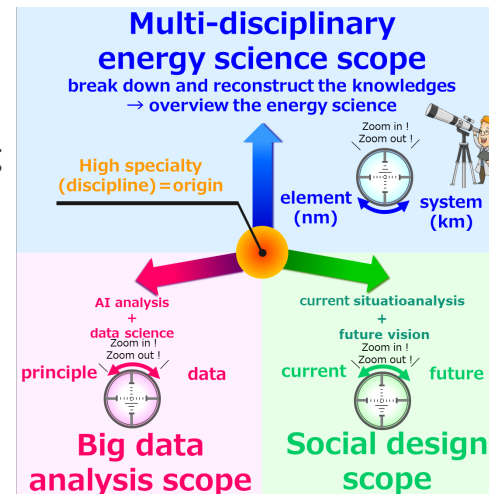 Multi-disciplinary
energy science scope
break down and reconstruct the knowledges
→ overview the energy science
Zoom in !
Zoom out !
High specialty
(discipline)=origin
element
(nm)
system
(km)
AI analysis
+
data science
Zoom in !
Zoom out !
principle
data
Big data
analysis scope
current situatioanalysis
+
future vision
Zoom in !
Zoom out !
current
future
Social design
scope